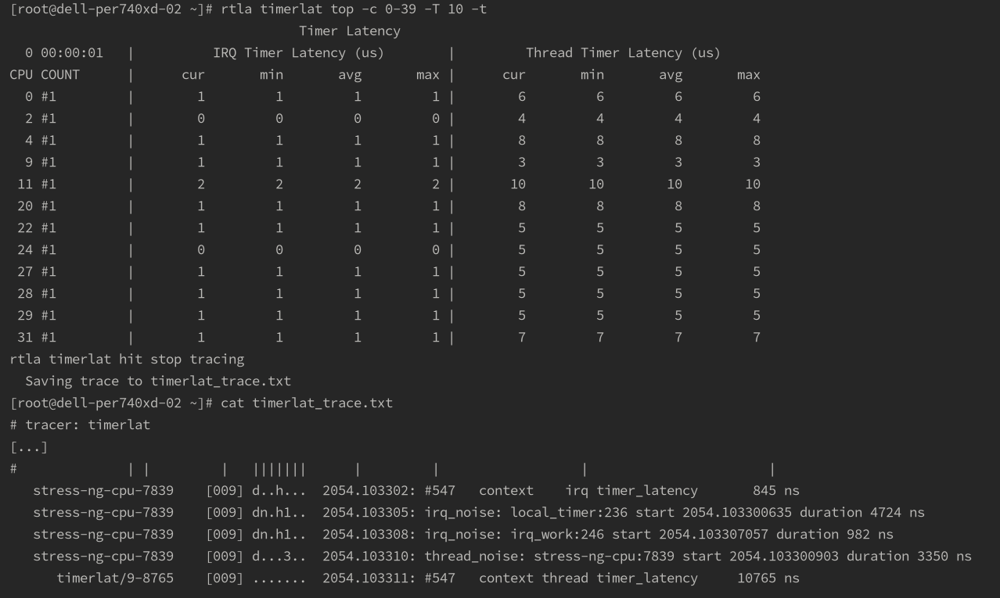 [root@dell-per740xd-02 ~]# rtla timerlat top -c 0-39 -T 10 -t
                                     Timer Latency
  0 00:00:01   |          IRQ Timer Latency (us)        |         Thread Timer Latency (us)
CPU COUNT      |      cur       min       avg       max |      cur       min       avg       max
  0 #1         |        1         1         1         1 |        6         6         6         6
  2 #1         |        0         0         0         0 |        4         4         4         4
  4 #1         |        1         1         1         1 |        8         8         8         8
  9 #1         |        1         1         1         1 |        3         3         3         3
 11 #1         |        2         2         2         2 |       10        10        10        10
 20 #1         |        1         1         1         1 |        8         8         8         8
 22 #1         |        1         1         1         1 |        5         5         5         5
 24 #1         |        0         0         0         0 |        5         5         5         5
 27 #1         |        1         1         1         1 |        5         5         5         5
 28 #1         |        1         1         1         1 |        5         5         5         5
 29 #1         |        1         1         1         1 |        5         5         5         5
 31 #1         |        1         1         1         1 |        7         7         7         7
rtla timerlat hit stop tracing
  Saving trace to timerlat_trace.txt
[root@dell-per740xd-02 ~]# cat timerlat_trace.txt
# tracer: timerlat
[...]
#              | |         |   |||||||      |         |                  |                       |
   stress-ng-cpu-7839    [009] d..h...  2054.103302: #547   context    irq timer_latency       845 ns
   stress-ng-cpu-7839    [009] dn.h1..  2054.103305: irq_noise: local_timer:236 start 2054.103300635 duration 4724 ns
   stress-ng-cpu-7839    [009] dn.h1..  2054.103308: irq_noise: irq_work:246 start 2054.103307057 duration 982 ns
   stress-ng-cpu-7839    [009] d...3..  2054.103310: thread_noise: stress-ng-cpu:7839 start 2054.103300903 duration 3350 ns
      timerlat/9-8765    [009] .......  2054.103311: #547   context thread timer_latency     10765 ns